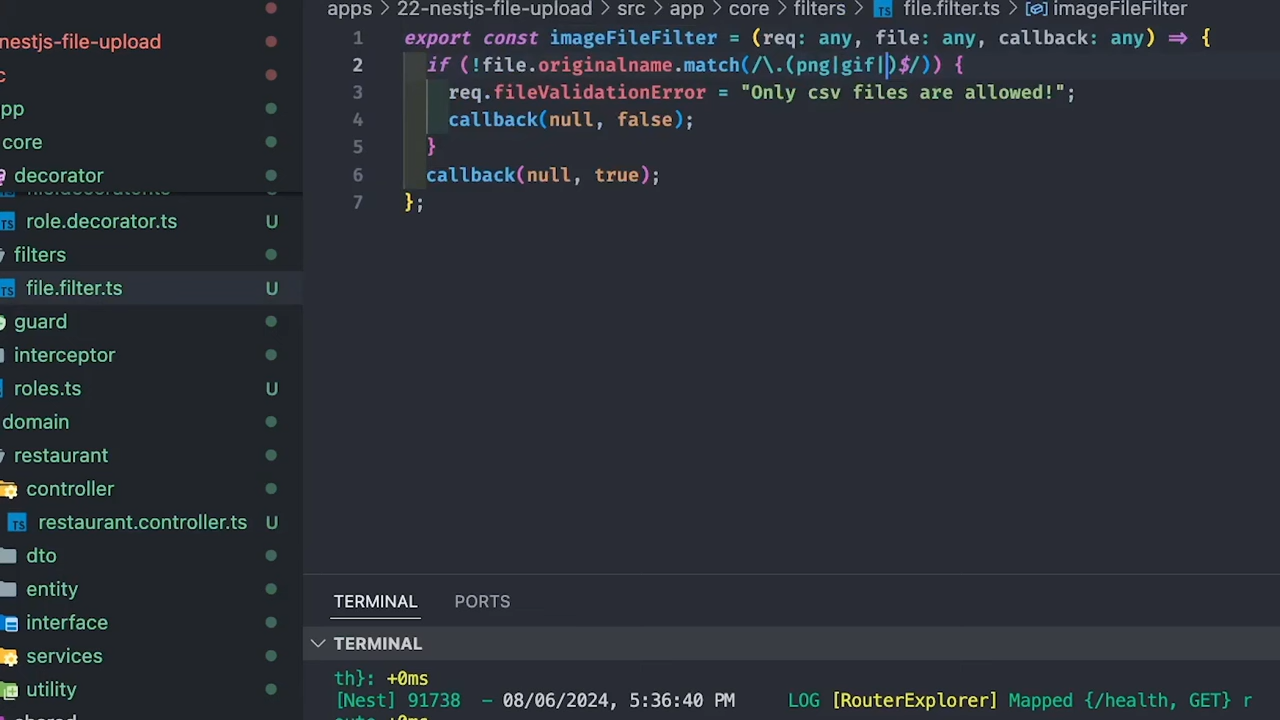 apps > 22-nestjs-file-upload > src > app > core > filters > TS file.filter.ts > imageFileFilter
nestjs-file-upload
c
pp
core
decorator
role.decorator.ts U
filters
TS file.filter.ts U
guard
interceptor
roles.ts U
domain
restaurant
controller
TS restaurant.controller.ts U
dto
entity
interface
services
utility
1 export const imageFileFilter = (req: any, file: any, callback: any) => {
2 if (!file.originalname.match(/\.(png|gif|)$/)) {
3 req.fileValidationError = "Only csv files are allowed!";
4 callback(null, false);
5 }
6 callback(null, true);
7 };
TERMINAL PORTS
TERMINAL
th}: +0ms
[Nest] 91738 - 08/06/2024, 5:36:40 PM LOG [RouterExplorer] Mapped {/health, GET} r